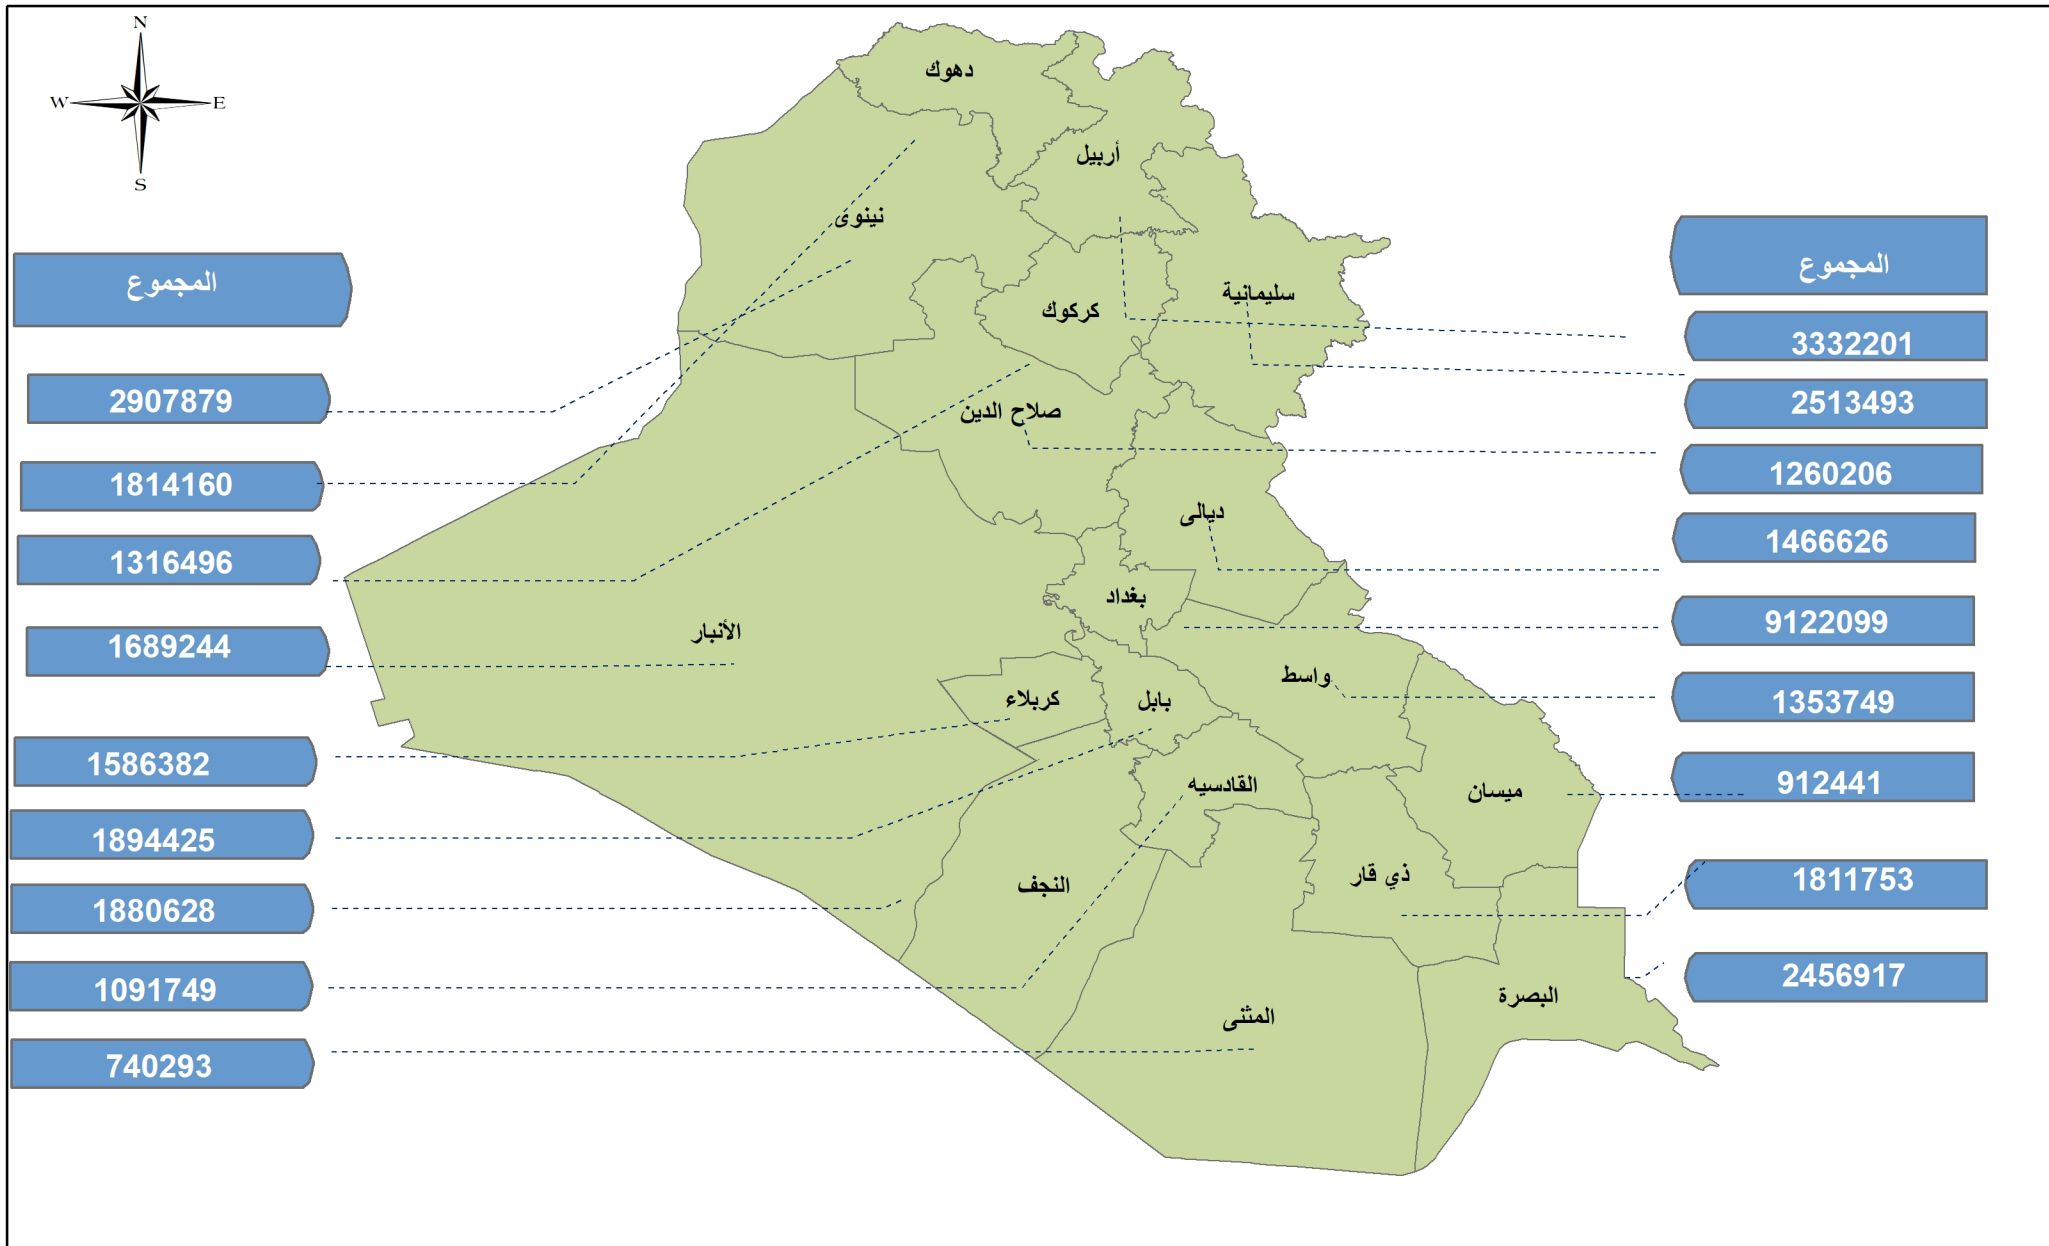 N
W
E
S
دهوك
أربيل
نينوى
سليمانية
كركوك
صلاح الدين
ديالى
بغداد
الأنبار
واسط
كربلاء
بابل
القادسيه
ميسان
ذي قار
النجف
البصرة
المثنى
المجموع
2907879
1814160
1316496
1689244
1586382
1894425
1880628
1091749
740293
المجموع
3332201
2513493
1260206
1466626
9122099
1353749
912441
1811753
2456917